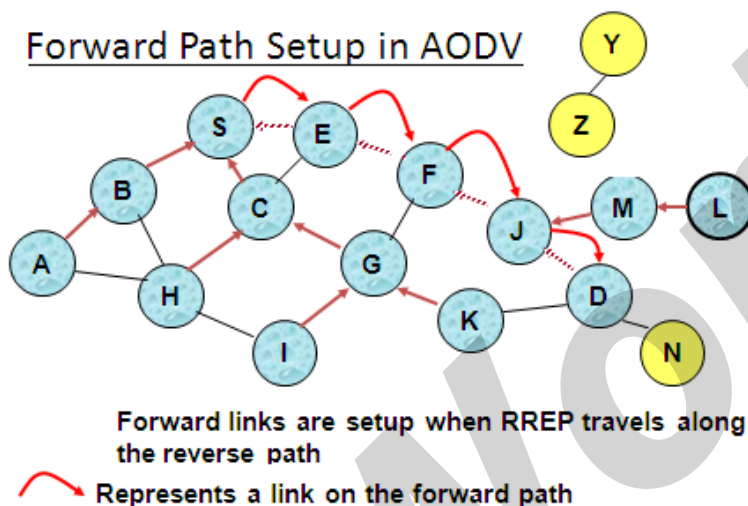 Forward Path Setup in AODV
Y
Z
S
E
F
B
C
J
M
L
A
H
G
D
K
I
N
Forward links are setup when RREP travels along
the reverse path
Represents a link on the forward path